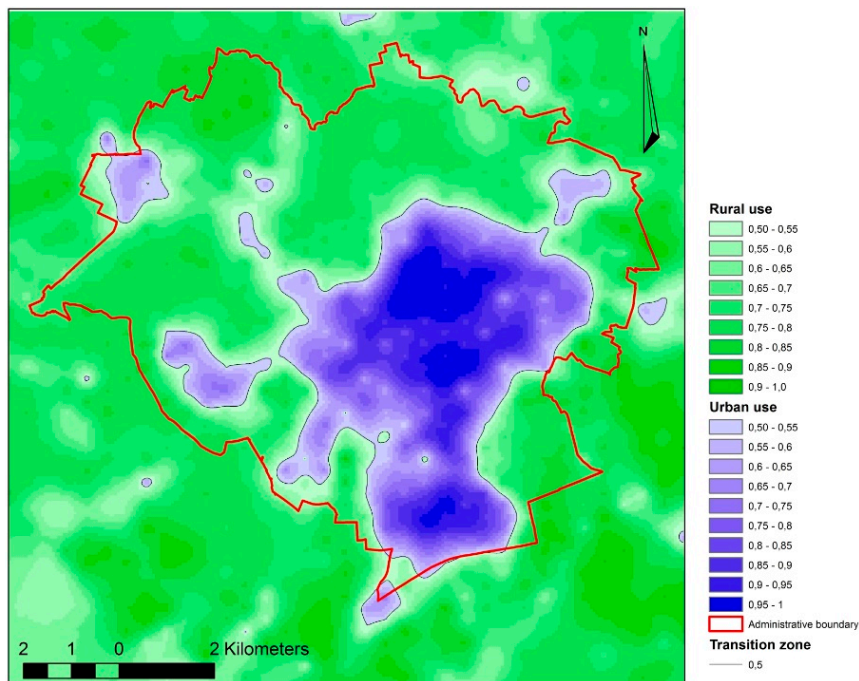 N
2 1 0 2 Kilometers
Rural use
0,50 - 0,55
0,55 - 0,6
0,6 - 0,65
0,65 - 0,7
0,7 - 0,75
0,75 - 0,8
0,8 - 0,85
0,85 - 0,9
0,9 - 1,0
Urban use
0,50 - 0,55
0,55 - 0,6
0,6 - 0,65
0,65 - 0,7
0,7 - 0,75
0,75 - 0,8
0,8 - 0,85
0,85 - 0,9
0,9 - 0,95
0,95 - 1
Administrative boundary
Transition zone
0,5